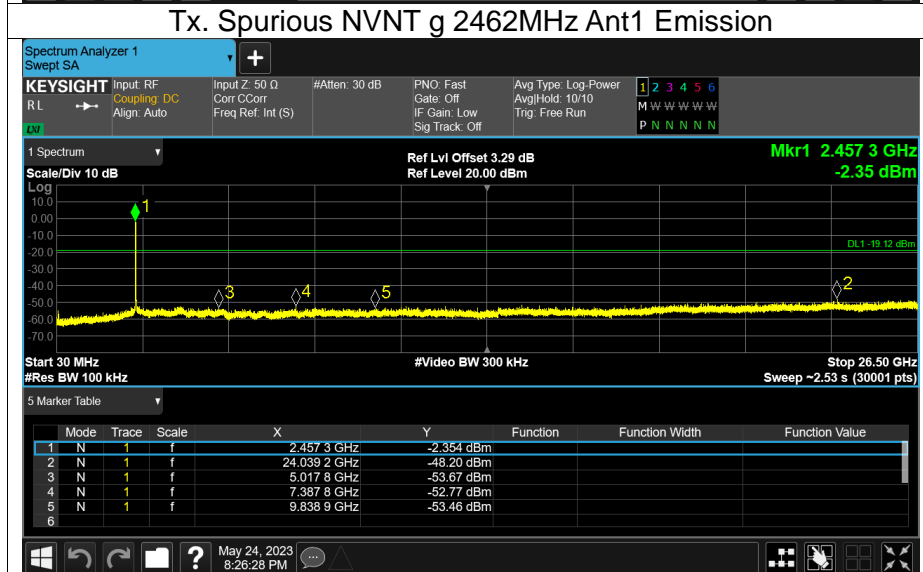 Tx. Spurious NVNT g 2462MHz Ant1 Emission
Spectrum Analyzer 1
Swept SA
+
KEYSIGHT Input: RF Input Z: 50 Ω #Atten: 30 dB PNO: Fast Avg Type: Log-Power 1 2 3 4 5 6
RL Coupling: DC Corr CCorr Gate: Off Avg|Hold: 10/10 M W W W W W
Align: Auto Freq Ref: Int (S) IF Gain: Low Trig: Free Run
LXI Sig Track: Off P N N N N N
1 Spectrum Ref Lvl Offset 3.29 dB Mkr1 2.457 3 GHz
Scale/Div 10 dB Ref Level 20.00 dBm -2.35 dBm
Log
10.0
1
0.00
-10.0
DL1 -19.12 dBm
-20.0
-30.0
-40.0
2
3 4 5
-50.0
-60.0
-70.0
Start 30 MHz #Video BW 300 kHz Stop 26.50 GHz
#Res BW 100 kHz Sweep ~2.53 s (30001 pts)
5 Marker Table
Mode Trace Scale X Y Function Function Width Function Value
1 N 1 f 2.457 3 GHz -2.354 dBm
2 N 1 f 24.039 2 GHz -48.20 dBm
3 N 1 f 5.017 8 GHz -53.67 dBm
4 N 1 f 7.387 8 GHz -52.77 dBm
5 N 1 f 9.838 9 GHz -53.46 dBm
6
? May 24, 2023
8:26:28 PM